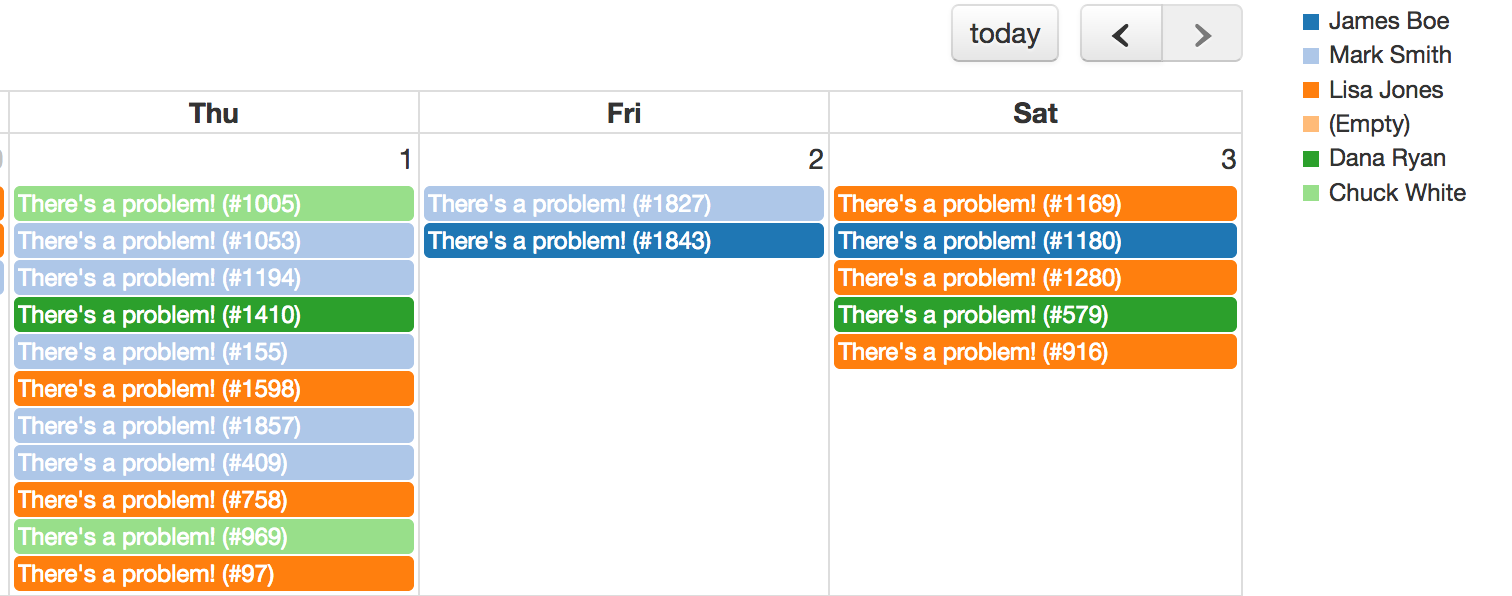 today
James Boe
Mark Smith
Lisa Jones
(Empty)
Dana Ryan
Chuck White
Thu Fri Sat
1 2 3
There's a problem! (#1005)
There's a problem! (#1053)
There's a problem! (#1194)
There's a problem! (#1410)
There's a problem! (#155)
There's a problem! (#1598)
There's a problem! (#1857)
There's a problem! (#409)
There's a problem! (#758)
There's a problem! (#969)
There's a problem! (#97)
There's a problem! (#1827)
There's a problem! (#1843)
There's a problem! (#1169)
There's a problem! (#1180)
There's a problem! (#1280)
There's a problem! (#579)
There's a problem! (#916)